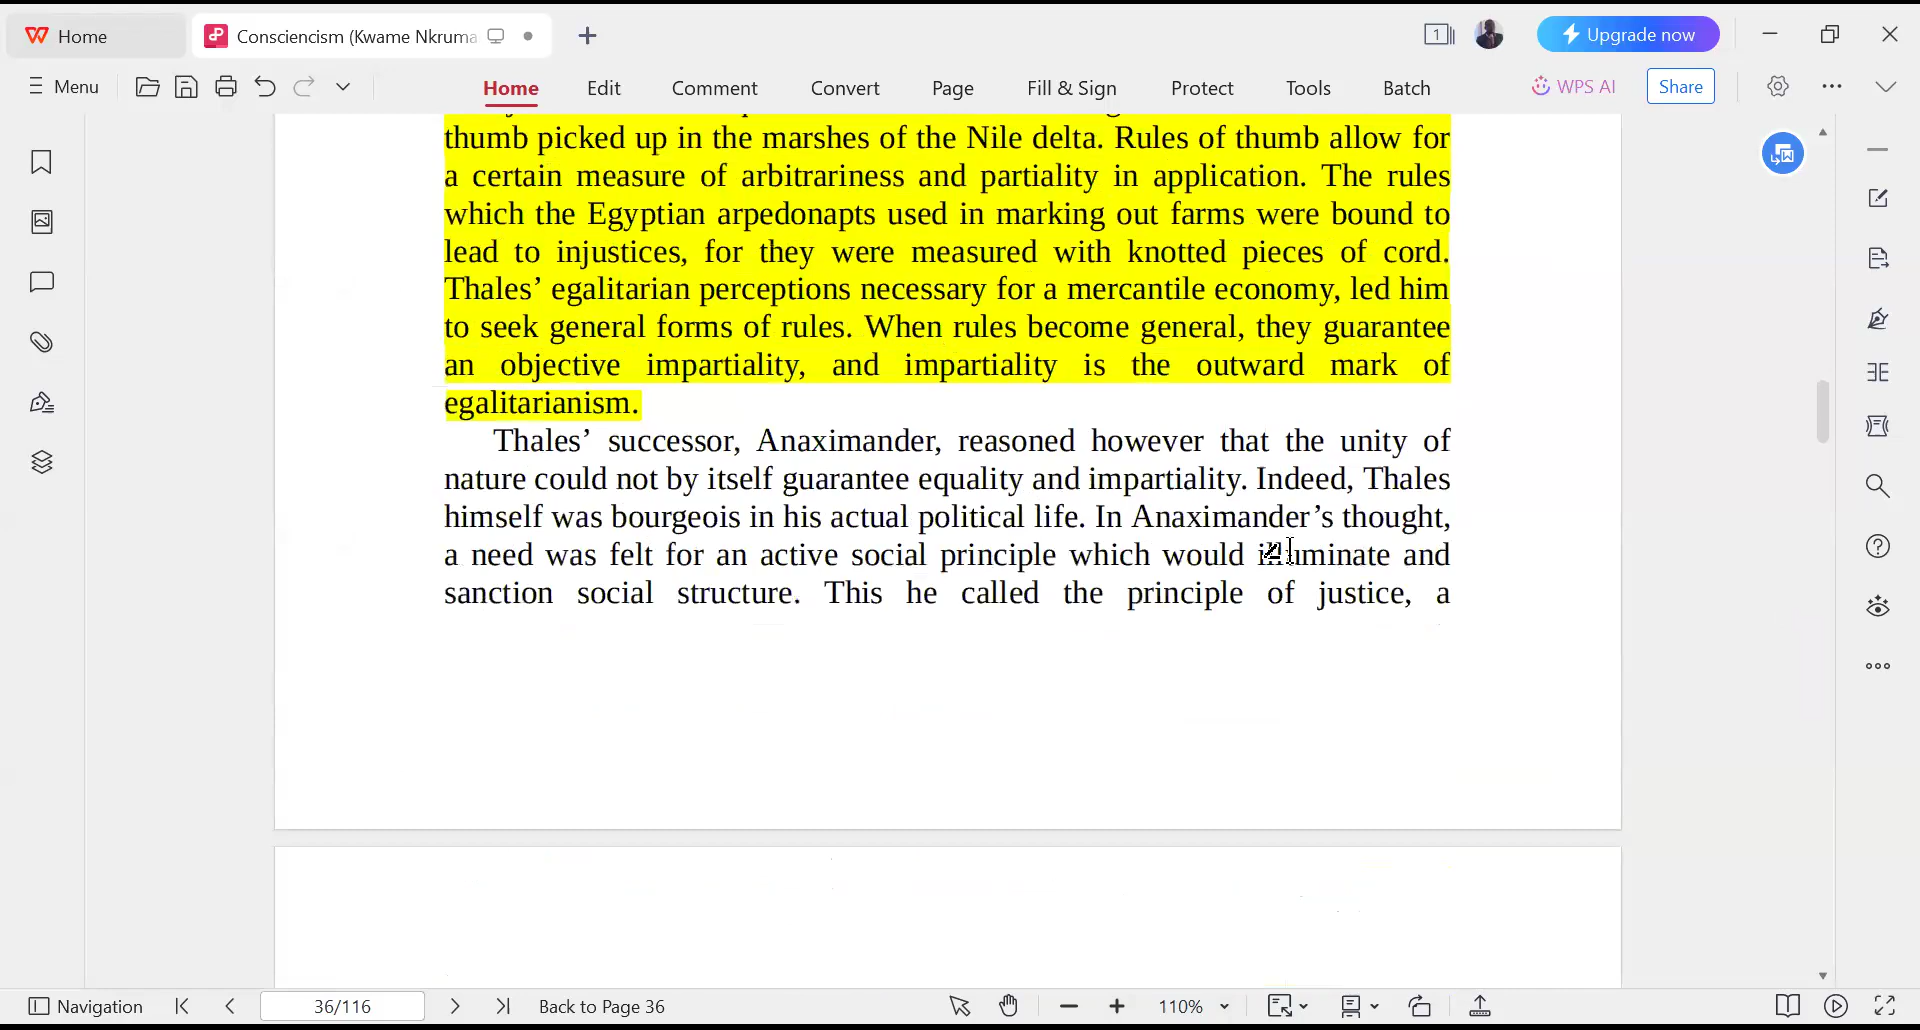 Home
Consciencism (Kwame Nkruma
1
Upgrade now
Menu
Home Edit Comment Convert Page Fill & Sign Protect Tools Batch
WPS AI
Share
thumb picked up in the marshes of the Nile delta. Rules of thumb allow for
a certain measure of arbitrariness and partiality in application. The rules
which the Egyptian arpedonapts used in marking out farms were bound to
lead to injustices, for they were measured with knotted pieces of cord.
Thales’ egalitarian perceptions necessary for a mercantile economy, led him
to seek general forms of rules. When rules become general, they guarantee
an objective impartiality, and impartiality is the outward mark of
egalitarianism.
Thales’ successor, Anaximander, reasoned however that the unity of
nature could not by itself guarantee equality and impartiality. Indeed, Thales
himself was bourgeois in his actual political life. In Anaximander’s thought,
a need was felt for an active social principle which would illuminate and
sanction social structure. This he called the principle of justice, a
Navigation
36/116
Back to Page 36
110%